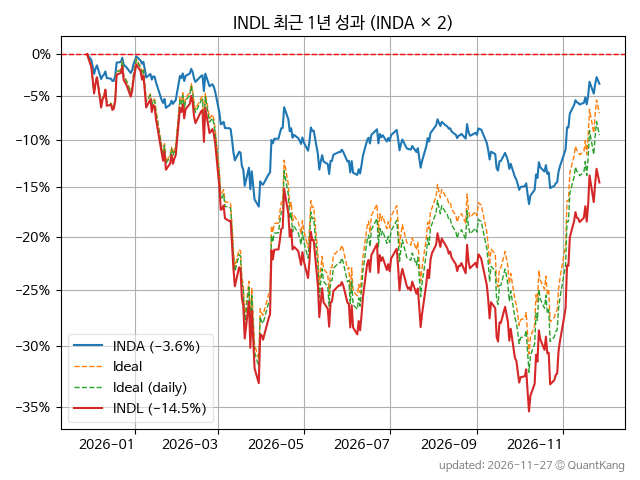 INDL 최근 1년 성과 (INDA × 2)
0%
−5%
−10%
−15%
−20%
−25%
−30%
−35%
INDA (−3.6%)
Ideal
Ideal (daily)
INDL (−14.5%)
2026−01
2026−03
2026−05
2026−07
2026−09
2026−11
updated: 2026-11-27 © QuantKang